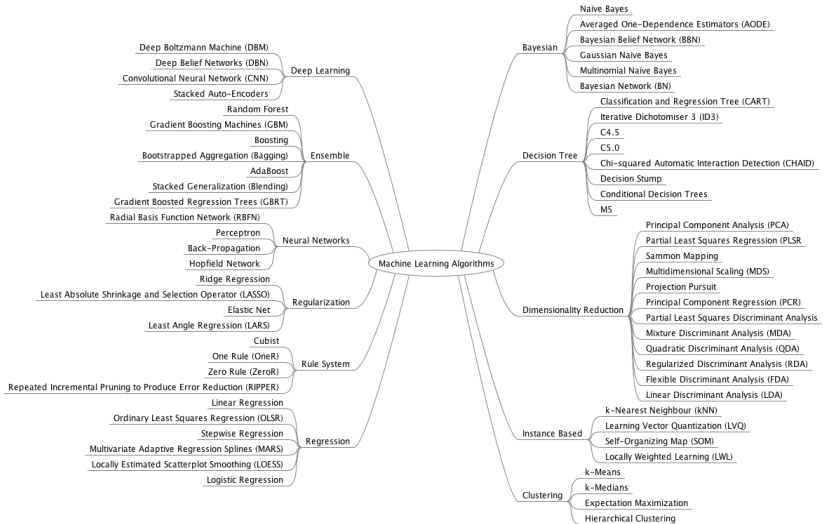 Machine Learning Algorithms
Deep Learning
Deep Boltzmann Machine (DBM)
Deep Belief Networks (DBN)
Convolutional Neural Network (CNN)
Stacked Auto-Encoders
Ensemble
Random Forest
Gradient Boosting Machines (GBM)
Boosting
Bootstrapped Aggregation (Bagging)
AdaBoost
Stacked Generalization (Blending)
Gradient Boosted Regression Trees (GBRT)
Neural Networks
Radial Basis Function Network (RBFN)
Perceptron
Back-Propagation
Hopfield Network
Regularization
Ridge Regression
Least Absolute Shrinkage and Selection Operator (LASSO)
Elastic Net
Least Angle Regression (LARS)
Rule System
Cubist
One Rule (OneR)
Zero Rule (ZeroR)
Repeated Incremental Pruning to Produce Error Reduction (RIPPER)
Regression
Linear Regression
Ordinary Least Squares Regression (OLSR)
Stepwise Regression
Multivariate Adaptive Regression Splines (MARS)
Locally Estimated Scatterplot Smoothing (LOESS)
Logistic Regression
Bayesian
Naive Bayes
Averaged One-Dependence Estimators (AODE)
Bayesian Belief Network (BBN)
Gaussian Naive Bayes
Multinomial Naive Bayes
Bayesian Network (BN)
Decision Tree
Classification and Regression Tree (CART)
Iterative Dichotomiser 3 (ID3)
C4.5
C5.0
Chi-squared Automatic Interaction Detection (CHAID)
Decision Stump
Conditional Decision Trees
M5
Dimensionality Reduction
Principal Component Analysis (PCA)
Partial Least Squares Regression (PLSR
Sammon Mapping
Multidimensional Scaling (MDS)
Projection Pursuit
Principal Component Regression (PCR)
Partial Least Squares Discriminant Analysis
Mixture Discriminant Analysis (MDA)
Quadratic Discriminant Analysis (QDA)
Regularized Discriminant Analysis (RDA)
Flexible Discriminant Analysis (FDA)
Linear Discriminant Analysis (LDA)
Instance Based
k-Nearest Neighbour (kNN)
Learning Vector Quantization (LVQ)
Self-Organizing Map (SOM)
Locally Weighted Learning (LWL)
Clustering
k-Means
k-Medians
Expectation Maximization
Hierarchical Clustering